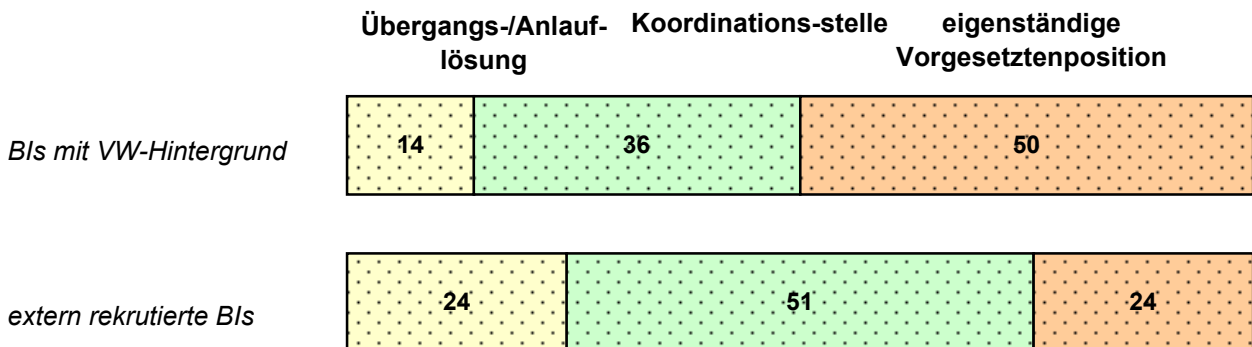 Übergangs-/Anlauf-
lösung
Koordinations-stelle
eigenständige
Vorgesetztenposition
BIs mit VW-Hintergrund
14 36 50
extern rekrutierte BIs
24 51 24